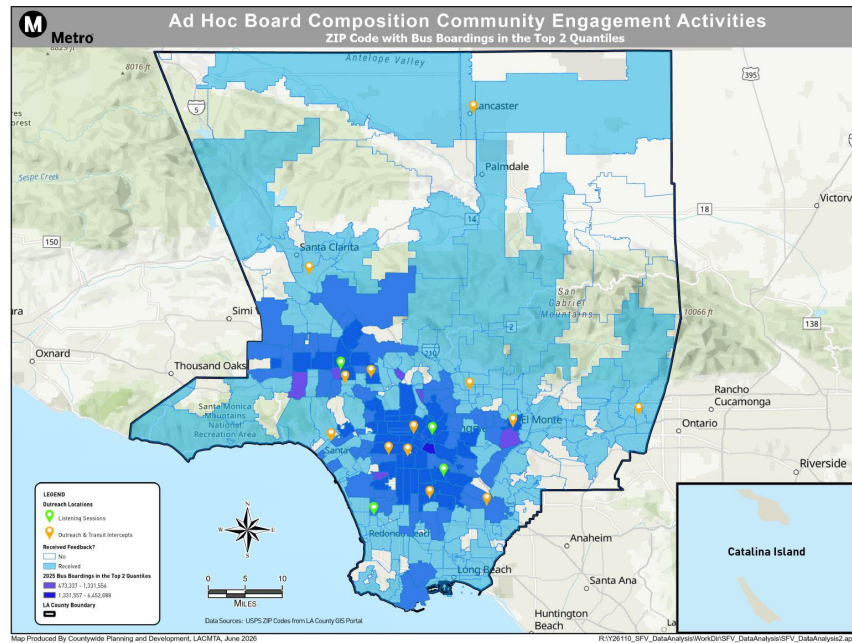 M
Metro
Ad Hoc Board Composition Community Engagement Activities
ZIP Code with Bus Boardings in the Top 2 Quantiles
8829 ft
8016 ft
Antelope Valley
395
5
Lancaster
Palmdale
Sespe Creek
14
18
Victorv
150
Santa Clarita
San
Gabriel
Mountains
10066 ft
138
Simi V
2
210
Oxnard
Thousand Oaks
Santa Monica
Mountains
National
Recreation Area
Rancho
Cucamonga
El Monte
Ontario
Santa
Riverside
Redondo Beach
Long Beach
Anaheim
Santa Ana
Huntington
Beach
La
LEGEND
Outreach Locations
Listening Sessions
Outreach & Transit Intercepts
Received Feedback?
No
Received
2025 Bus Boardings in the Top 2 Quantiles
473,337 - 1,331,556
1,331,557 - 6,452,088
LA County Boundary
N
W
E
S
0 5 10
MILES
Data Sources: USPS ZIP Codes from LA County GIS Portal
Catalina Island
Map Produced By Countywide Planning and Development, LACMTA, June 2026
R:\Y26110_SFV_DataAnalysis\WorkDir\SFV_DataAnalysis\SFV_DataAnalysis2.ap